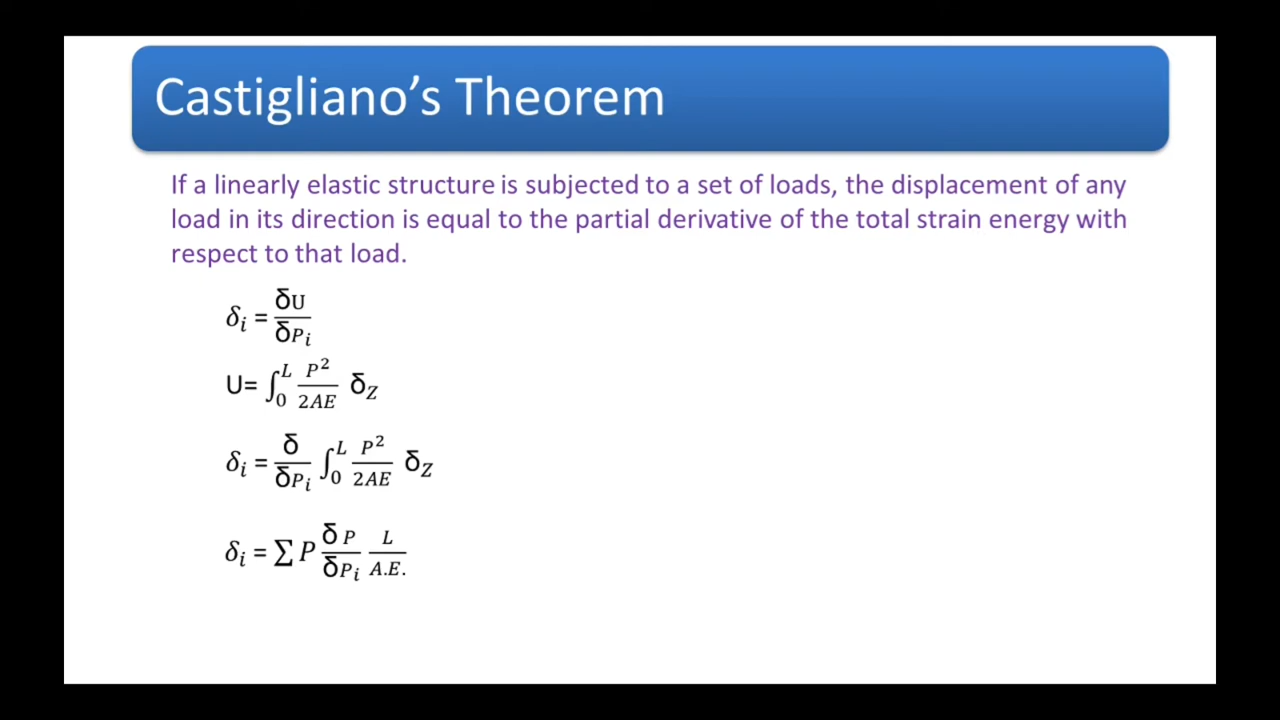 Castigliano’s Theorem
If a linearly elastic structure is subjected to a set of loads, the displacement of any
load in its direction is equal to the partial derivative of the total strain energy with
respect to that load.
𝛿ᵢ = δU / δPᵢ
U= ∫₀ᴸ P² / 2AE δ_Z
𝛿ᵢ = δ / δPᵢ ∫₀ᴸ P² / 2AE δ_Z
𝛿ᵢ = ∑ P δP / δPᵢ L / A.E.